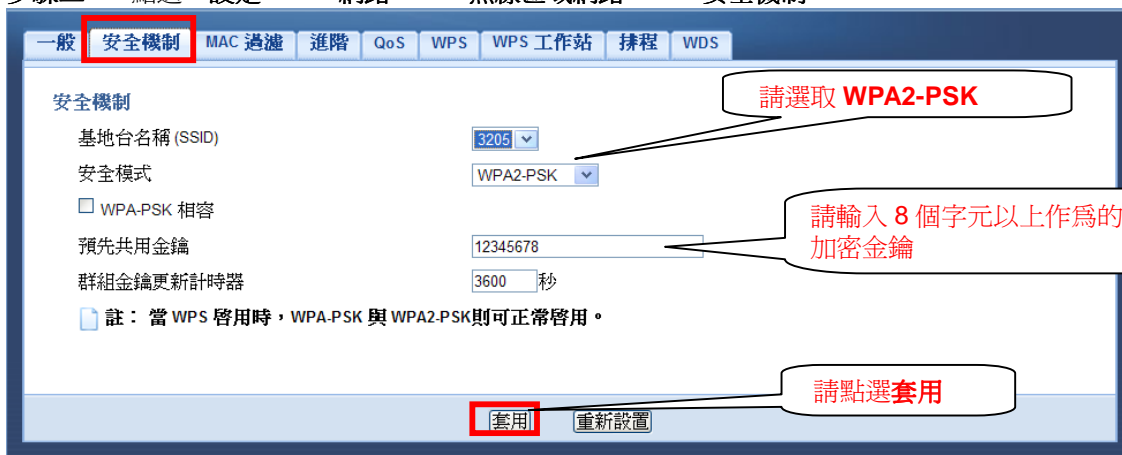 一般 安全機制 MAC 過濾 進階 QoS WPS WPS 工作站 排程 WDS
安全機制
請選取 WPA2-PSK
基地台名稱 (SSID) 3205
安全模式 WPA2-PSK
WPA-PSK 相容
請輸入 8 個字元以上作為的
加密金鑰
預先共用金鑰 12345678
群組金鑰更新計時器 3600 秒
註： 當 WPS 啓用時，WPA-PSK 與 WPA2-PSK則可正常啓用。
請點選套用
套用 重新設置